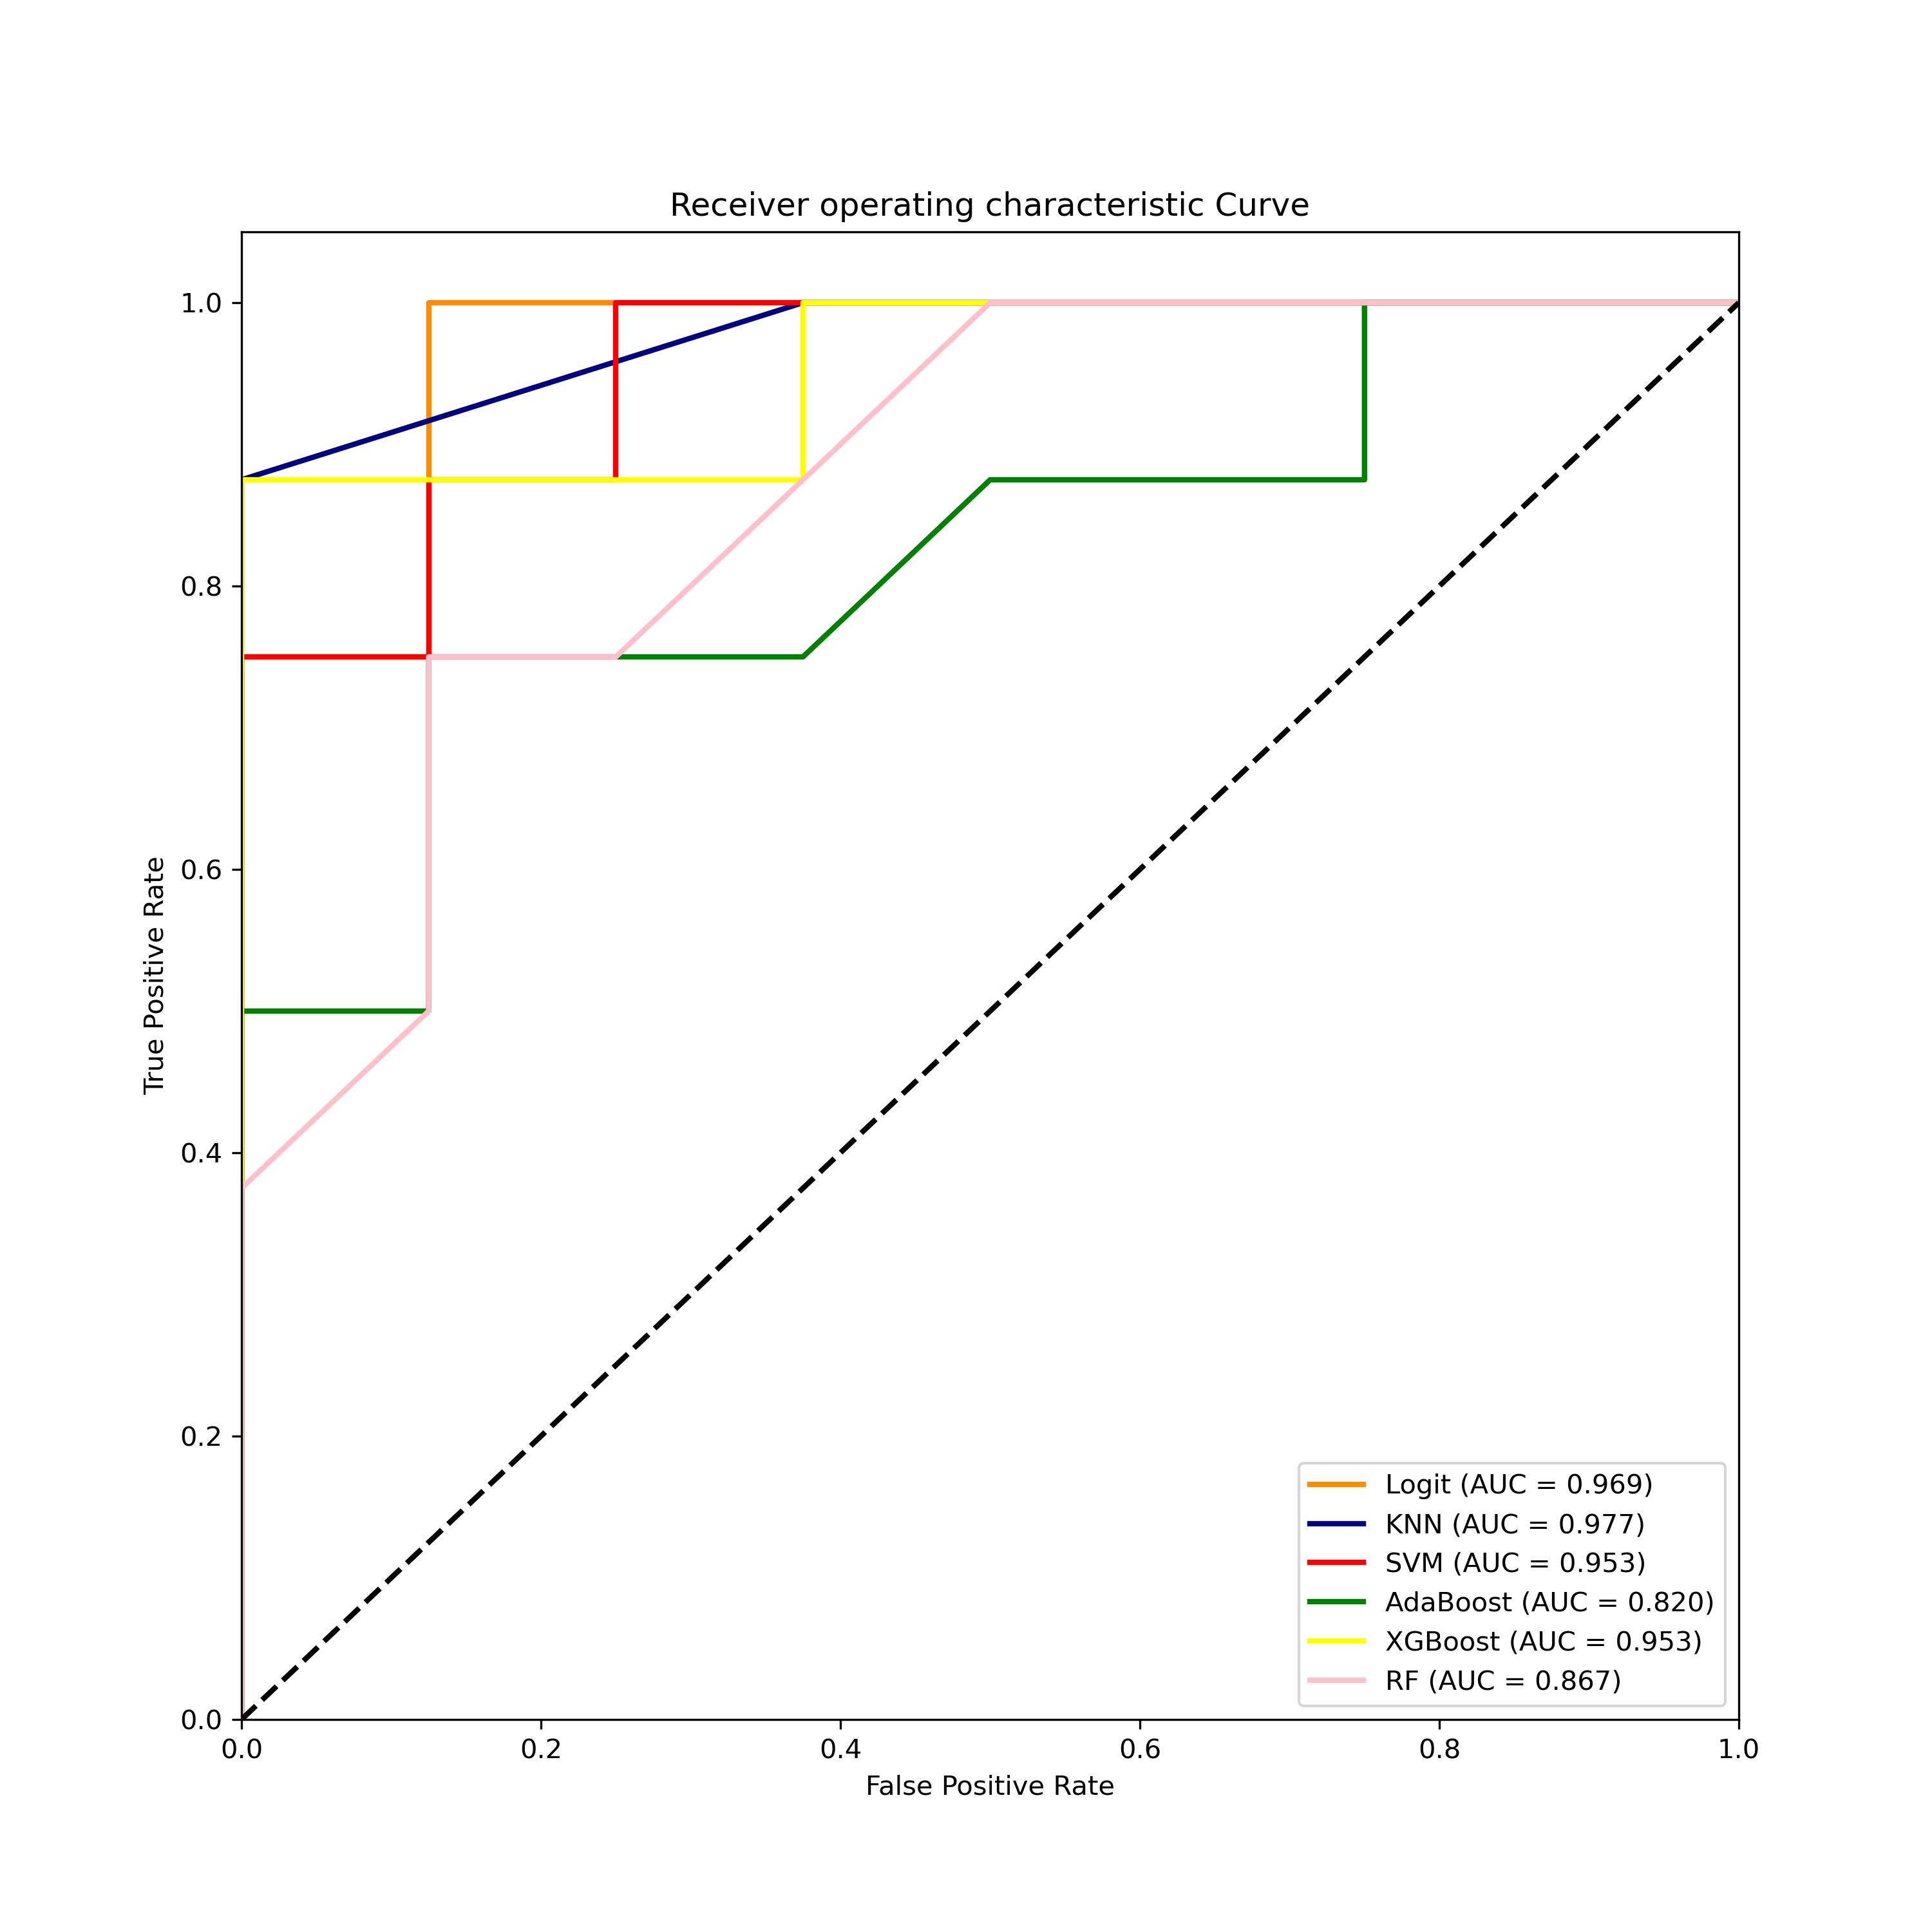 Receiver operating characteristic Curve
True Positive Rate
1.0
0.8
0.6
0.4
0.2
0.0
0.0 0.2 0.4 0.6 0.8 1.0
False Positive Rate
Logit (AUC = 0.969)
KNN (AUC = 0.977)
SVM (AUC = 0.953)
AdaBoost (AUC = 0.820)
XGBoost (AUC = 0.953)
RF (AUC = 0.867)